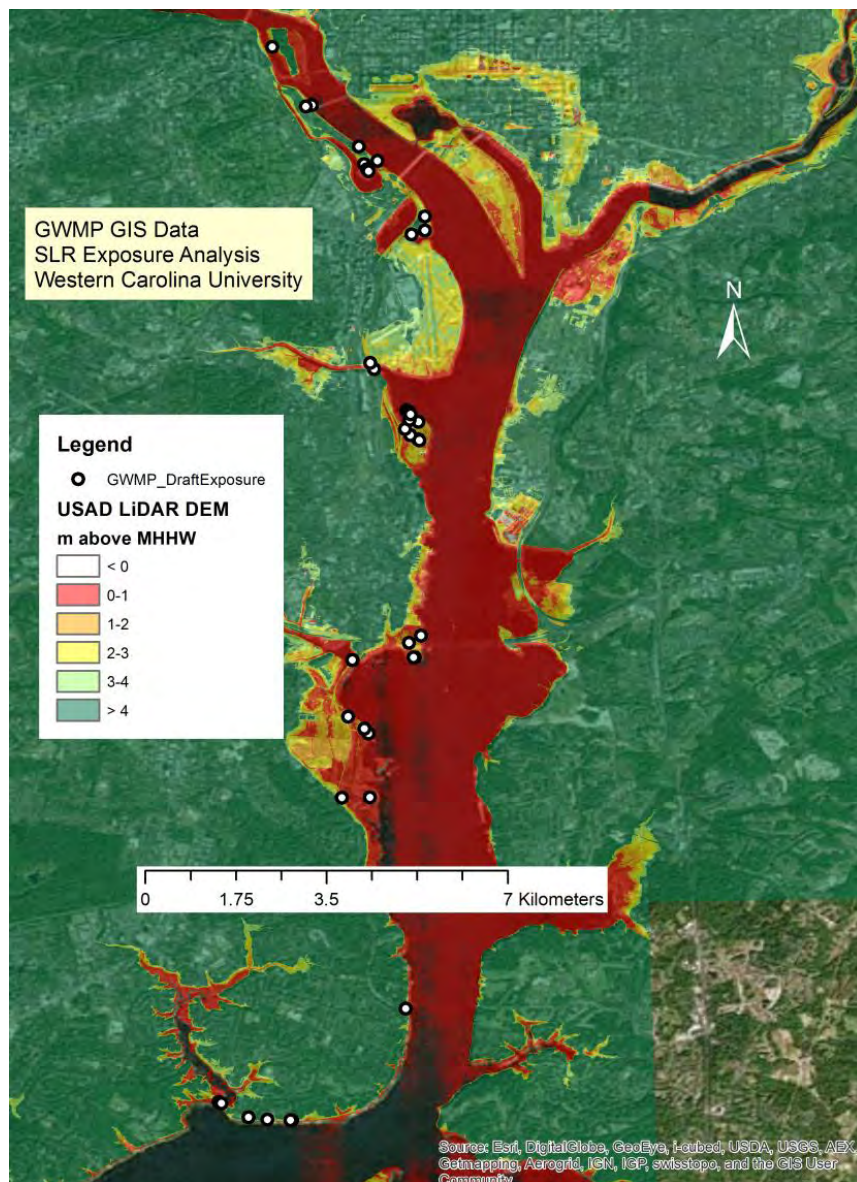 GWMP GIS Data
SLR Exposure Analysis
Western Carolina University
N
Legend
GWMP_DraftExposure
USAD LiDAR DEM
m above MHHW
< 0
0-1
1-2
2-3
3-4
> 4
0 1.75 3.5 7 Kilometers
Source: Esri, DigitalGlobe, GeoEye, i-cubed, USDA, USGS, AEX,
Getmapping, Aerogrid, IGN, IGP, swisstopo, and the GIS User
Community